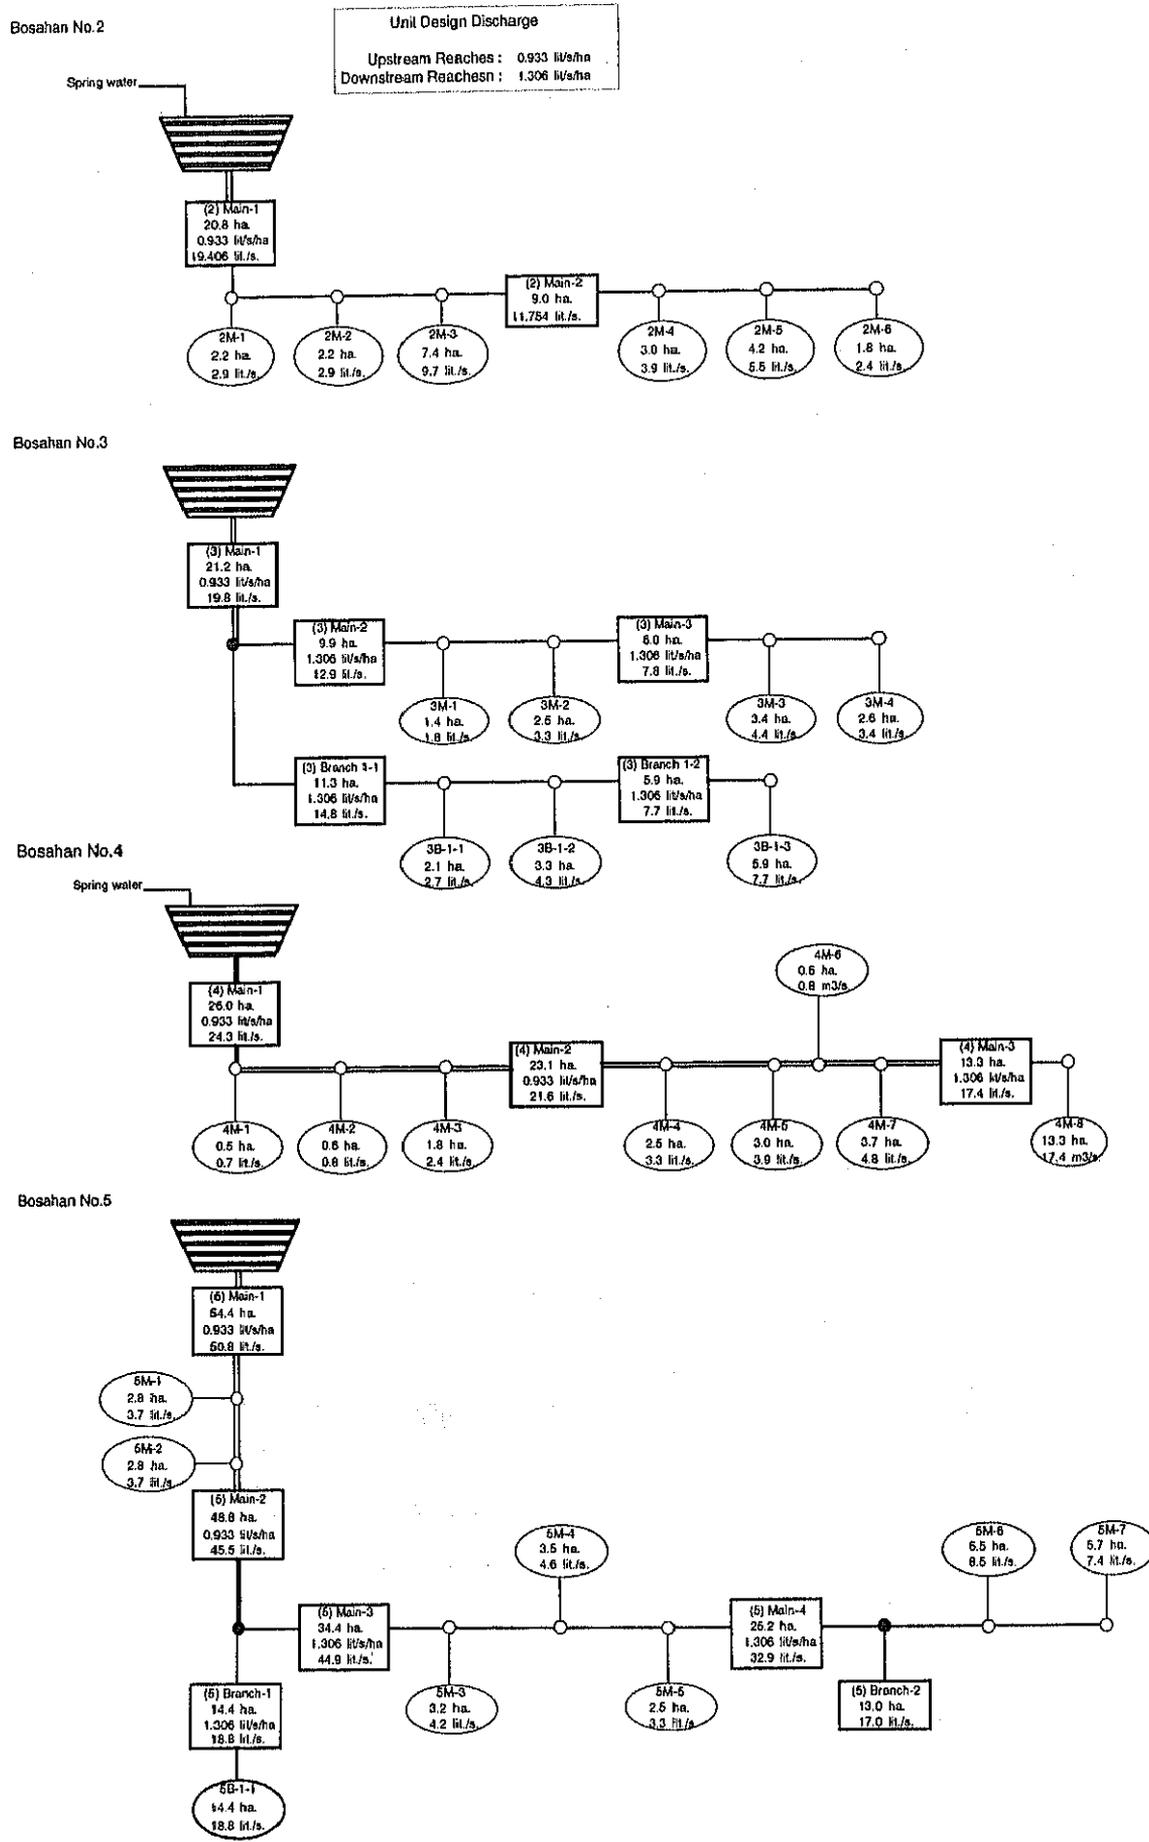 Bosahan No.2
Unit Design Discharge
Upstream Reaches : 0.933 lit/s/ha
Downstream Reachesn : 1.306 lit/s/ha
Spring water
(2) Main-1
20.8 ha.
0.933 lit/s/ha
19.406 lit./s.
(2) Main-2
9.0 ha.
11.754 lit./s.
2M-1
2.2 ha.
2.9 lit./s.
2M-2
2.2 ha.
2.9 lit./s.
2M-3
7.4 ha.
9.7 lit./s.
2M-4
3.0 ha.
3.9 lit./s.
2M-5
4.2 ha.
5.5 lit./s.
2M-6
1.8 ha.
2.4 lit./s.
Bosahan No.3
(3) Main-1
21.2 ha.
0.933 lit/s/ha
19.8 lit./s.
(3) Main-2
9.9 ha.
1.306 lit/s/ha
12.9 lit./s.
(3) Main-3
6.0 ha.
1.306 lit/s/ha
7.8 lit./s.
3M-1
1.4 ha.
1.8 lit./s.
3M-2
2.5 ha.
3.3 lit./s.
3M-3
3.4 ha.
4.4 lit./s.
3M-4
2.6 ha.
3.4 lit./s.
(3) Branch 1-1
11.3 ha.
1.306 lit/s/ha
14.8 lit./s.
(3) Branch 1-2
5.9 ha.
1.306 lit/s/ha
7.7 lit./s.
3B-1-1
2.1 ha.
2.7 lit./s.
3B-1-2
3.3 ha.
4.3 lit./s.
3B-1-3
5.9 ha.
7.7 lit./s.
Bosahan No.4
Spring water
(4) Main-1
26.0 ha.
0.933 lit/s/ha
24.3 lit./s.
4M-6
0.6 ha.
0.8 m3/s.
(4) Main-2
23.1 ha.
0.933 lit/s/ha
21.6 lit./s.
(4) Main-3
13.3 ha.
1.306 lit/s/ha
17.4 lit./s.
4M-1
0.5 ha.
0.7 lit./s.
4M-2
0.6 ha.
0.8 lit./s.
4M-3
1.8 ha.
2.4 lit./s.
4M-4
2.5 ha.
3.3 lit./s.
4M-5
3.0 ha.
3.9 lit./s.
4M-7
3.7 ha.
4.8 lit./s.
4M-8
13.3 ha.
17.4 m3/s.
Bosahan No.5
(5) Main-1
54.4 ha.
0.933 lit/s/ha
50.8 lit./s.
5M-1
2.8 ha.
3.7 lit./s.
5M-2
2.8 ha.
3.7 lit./s.
(5) Main-2
48.8 ha.
0.933 lit/s/ha
45.5 lit./s.
5M-4
3.5 ha.
4.6 lit./s.
5M-6
6.5 ha.
8.5 lit./s.
5M-7
5.7 ha.
7.4 lit./s.
(5) Main-3
34.4 ha.
1.306 lit/s/ha
44.9 lit./s.
(5) Main-4
25.2 ha.
1.306 lit/s/ha
32.9 lit./s.
5M-3
3.2 ha.
4.2 lit./s.
5M-5
2.5 ha.
3.3 lit./s.
(5) Branch-2
13.0 ha.
17.0 lit./s.
(5) Branch-1
14.4 ha.
1.306 lit/s/ha
18.8 lit./s.
5B-1-1
14.4 ha.
18.8 lit./s.